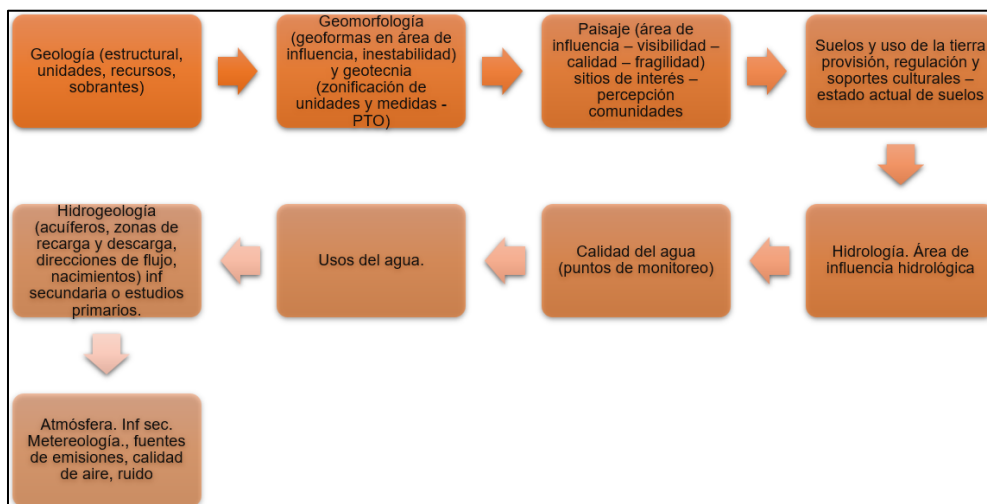 Geología (estructural,
unidades, recursos,
sobrantes)
Geomorfología
(geoformas en área de
influencia, inestabilidad)
y geotecnia
(zonificación de
unidades y medidas -
PTO)
Paisaje (área de
influencia – visibilidad –
calidad – fragilidad)
sitios de interés –
percepción
comunidades
Suelos y uso de la tierra
provisión, regulación y
soportes culturales –
estado actual de suelos
Hidrología. Área de
influencia hidrológica
Calidad del agua
(puntos de monitoreo)
Usos del agua.
Hidrogeología
(acuíferos, zonas de
recarga y descarga,
direcciones de flujo,
nacimientos) inf
secundaria o estudios
primarios.
Atmósfera. Inf sec.
Metereología., fuentes
de emisiones, calidad
de aire, ruido